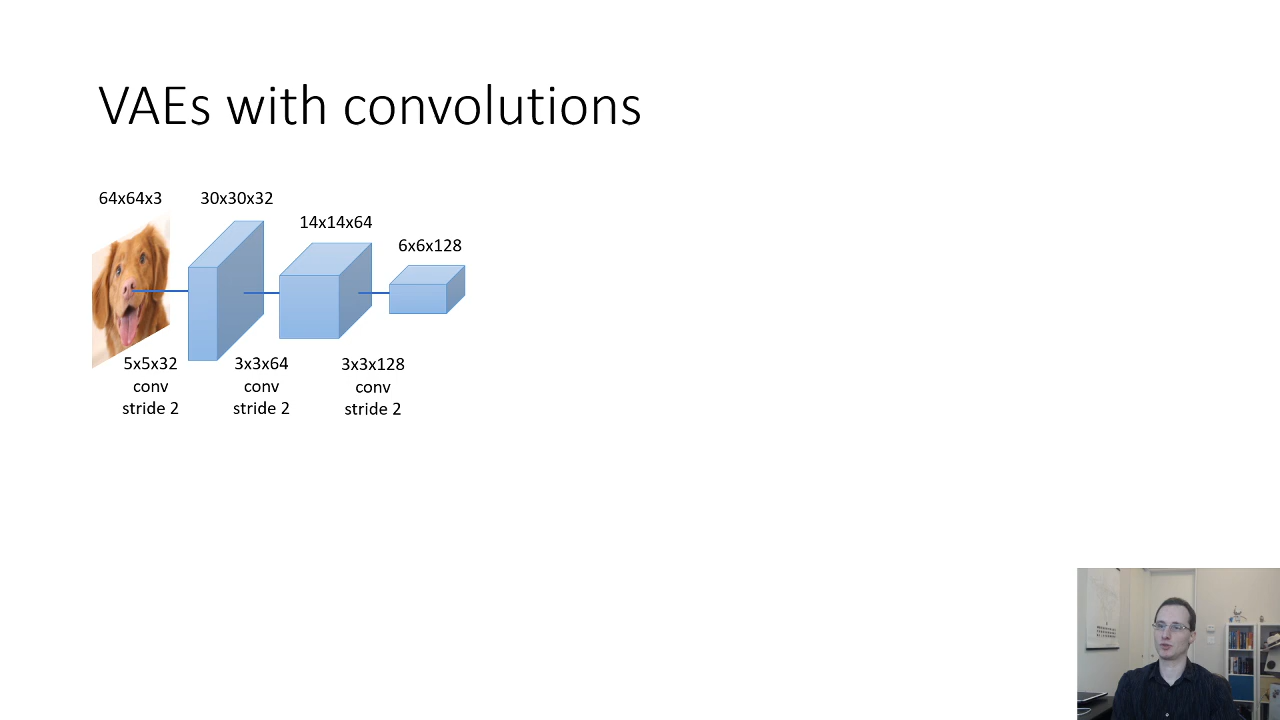 VAEs with convolutions
64x64x3
30x30x32
14x14x64
6x6x128
5x5x32
conv
stride 2
3x3x64
conv
stride 2
3x3x128
conv
stride 2